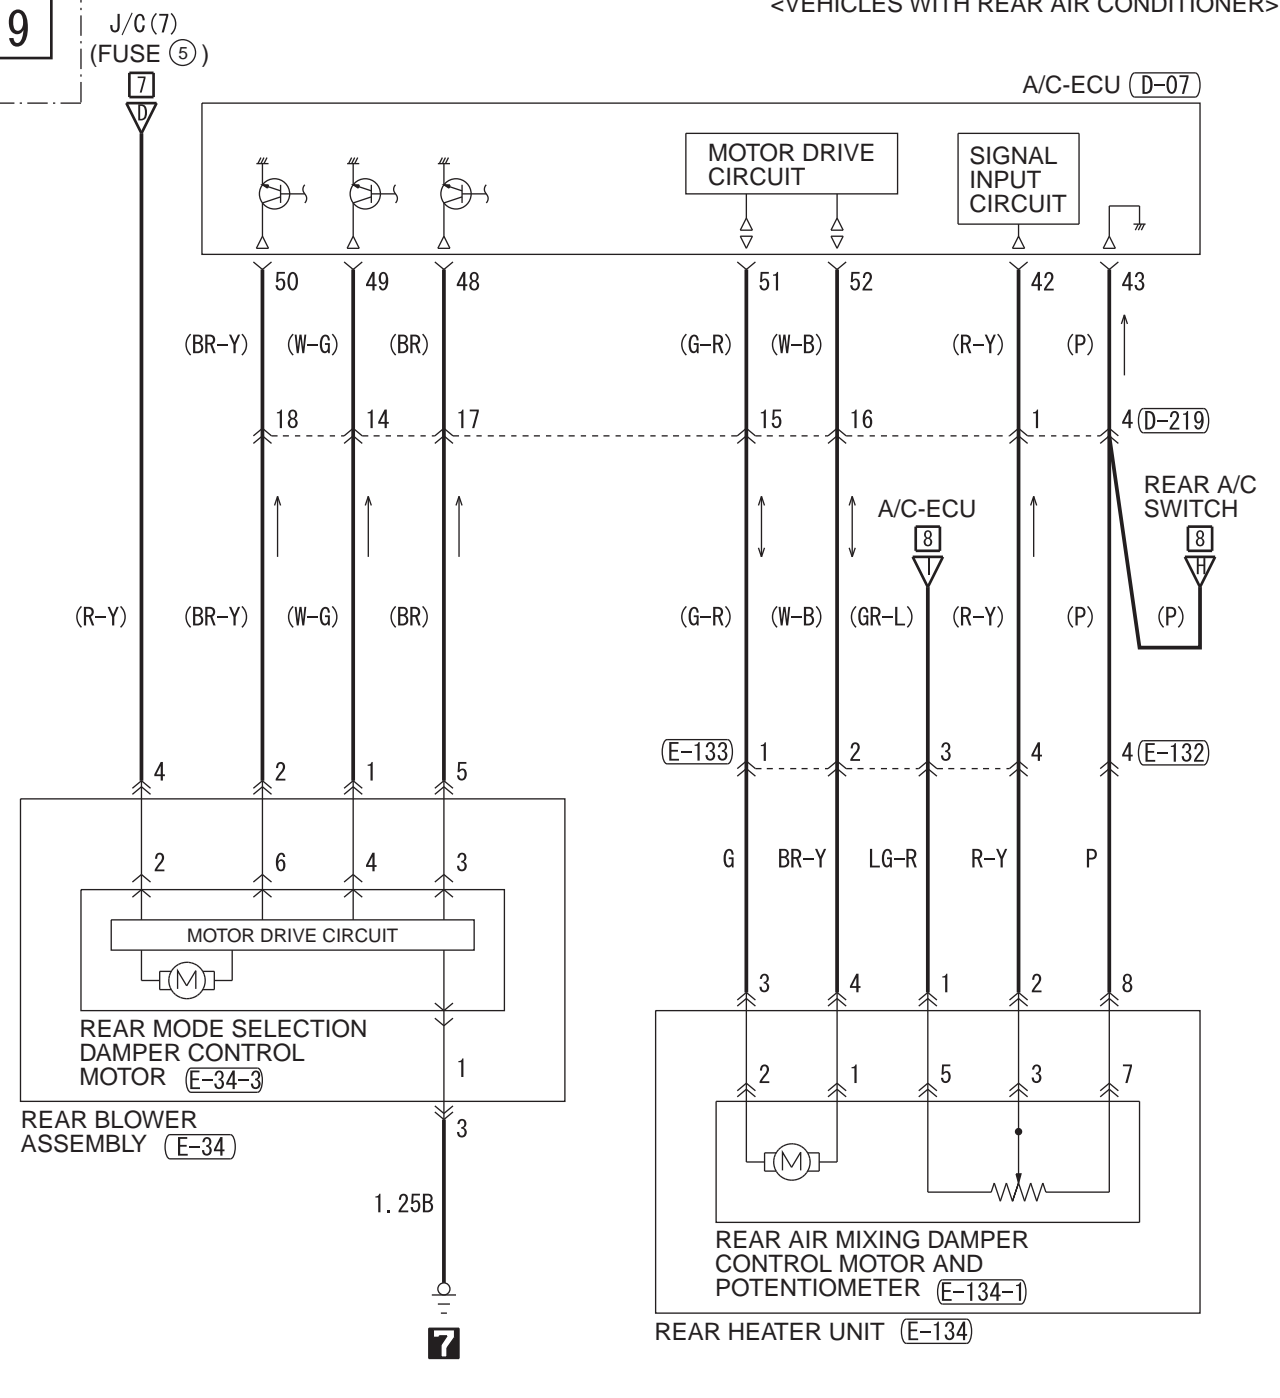 <VEHICLES WITH REAR AIR CONDITIONER>
9
J/C(7)
(FUSE 5)
7
D
A/C-ECU D-07
MOTOR DRIVE
CIRCUIT
SIGNAL
INPUT
CIRCUIT
50 49 48 51 52 42 43
(BR-Y) (W-G) (BR) (G-R) (W-B) (R-Y) (P)
18 14 17 15 16 1 4 D-219
REAR A/C
SWITCH
8
H
A/C-ECU
8
I
(R-Y) (BR-Y) (W-G) (BR) (G-R) (W-B) (GR-L) (R-Y) (P) (P)
E-133 1 2 3 4 4 E-132
4 2 1 5
2 6 4 3
G BR-Y LG-R R-Y P
MOTOR DRIVE CIRCUIT
M
3 4 1 2 8
REAR MODE SELECTION
DAMPER CONTROL
MOTOR E-34-3
1
2 1 5 3 7
REAR BLOWER
ASSEMBLY E-34
3
M
1.25B
REAR AIR MIXING DAMPER
CONTROL MOTOR AND
POTENTIOMETER E-134-1
7
REAR HEATER UNIT E-134